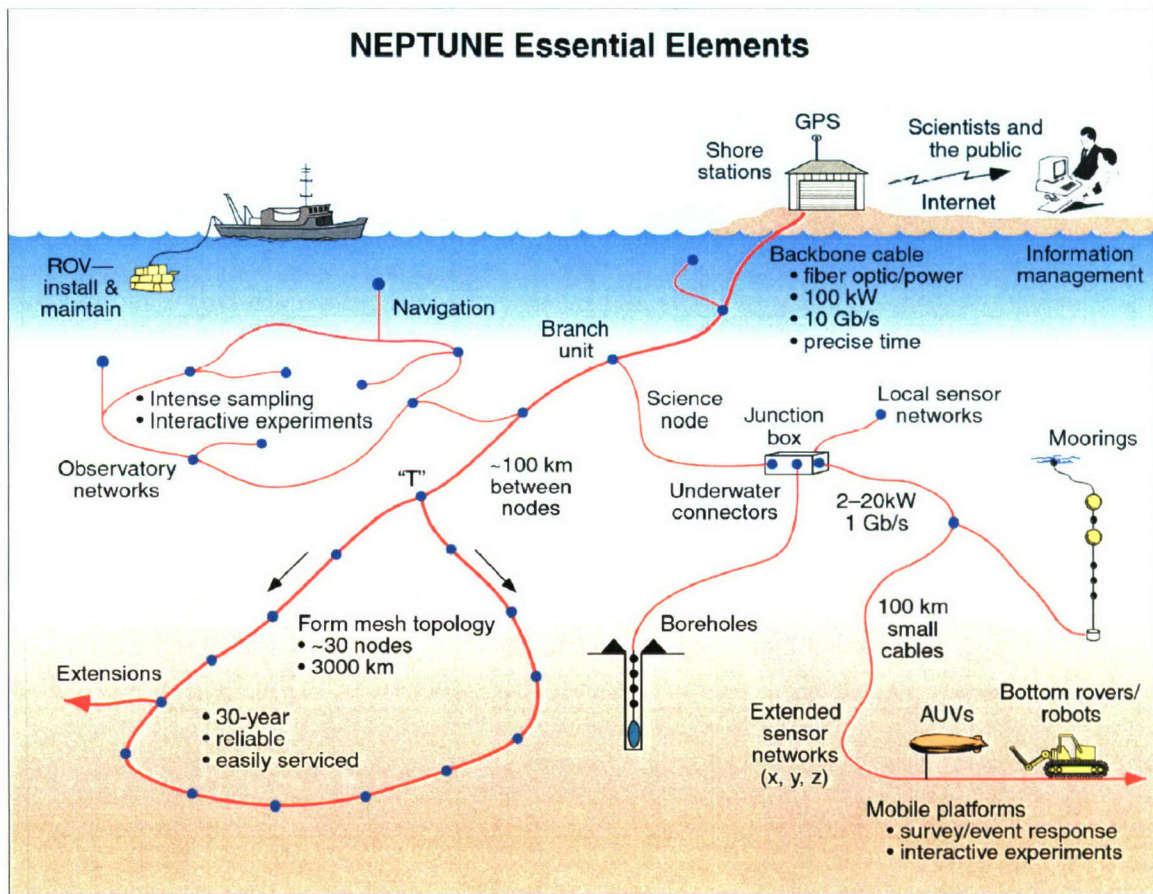 NEPTUNE Essential Elements
GPS
Shore
stations
Scientists and
the public
Internet
ROV—
install &
maintain
Backbone cable
• fiber optic/power
• 100 kW
• 10 Gb/s
• precise time
Information
management
Navigation
Branch
unit
• Intense sampling
• Interactive experiments
Observatory
networks
Science
node
Junction
box
Local sensor
networks
Moorings
"T"
~100 km
between
nodes
Underwater
connectors
2–20kW
1 Gb/s
Form mesh topology
• ~30 nodes
• 3000 km
Boreholes
100 km
small
cables
Extensions
• 30-year
• reliable
• easily serviced
Extended
sensor
networks
(x, y, z)
AUVs
Bottom rovers/
robots
Mobile platforms
• survey/event response
• interactive experiments